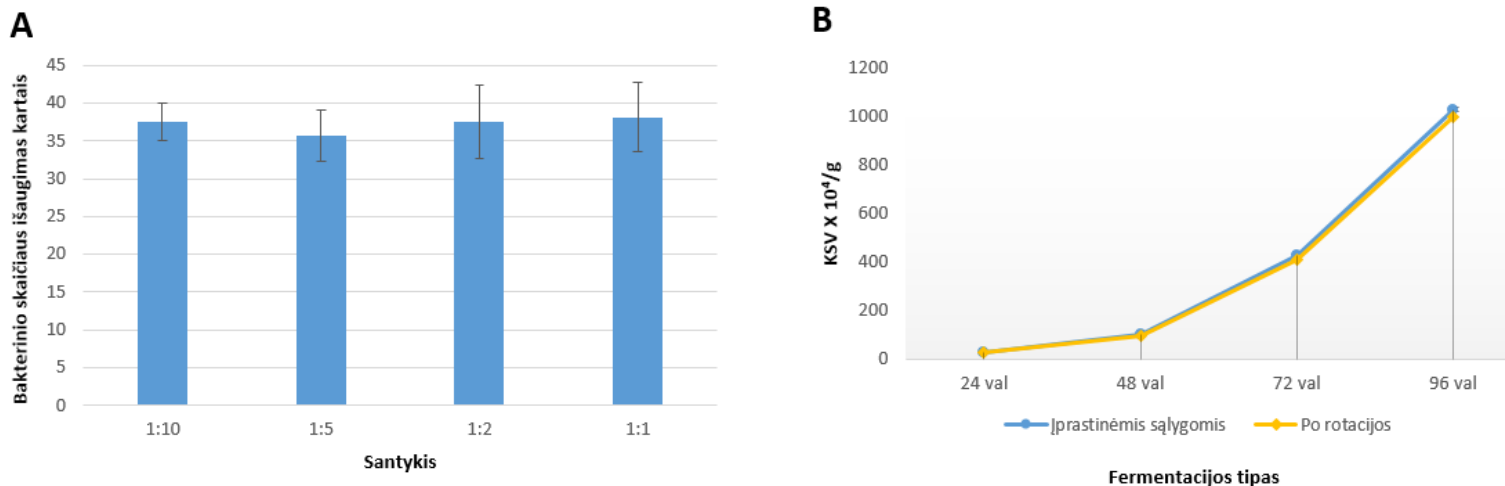 A
Bakterinio skaičiaus išaugimas kartais
45
40
35
30
25
20
15
10
5
0
1:10 1:5 1:2 1:1
Santykis
B
KSV X 10⁴/g
1200
1000
800
600
400
200
0
24 val 48 val 72 val 96 val
Įprastinėmis sąlygomis Po rotacijos
Fermentacijos tipas